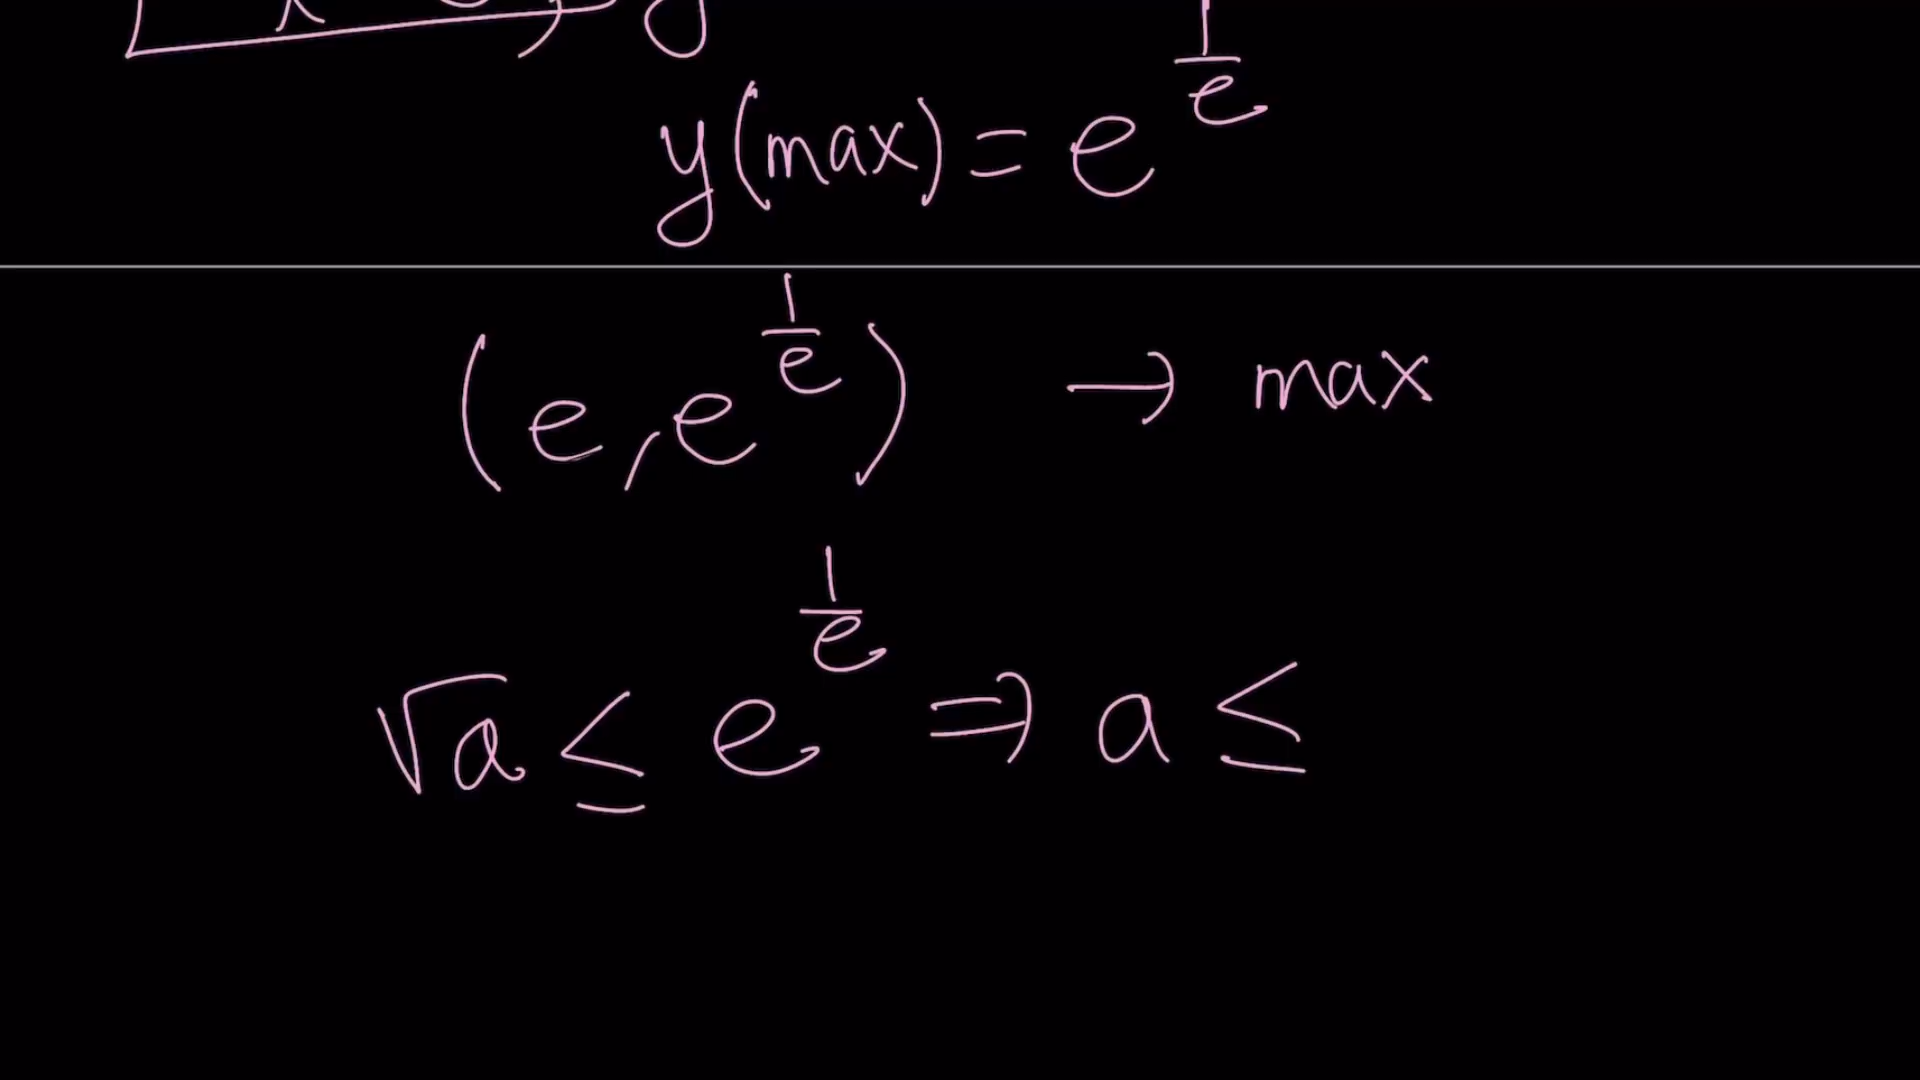 y(max) = e^{1/e}
(e, e^{1/e}) → max
√a ≤ e^{1/e} ⇒ a ≤